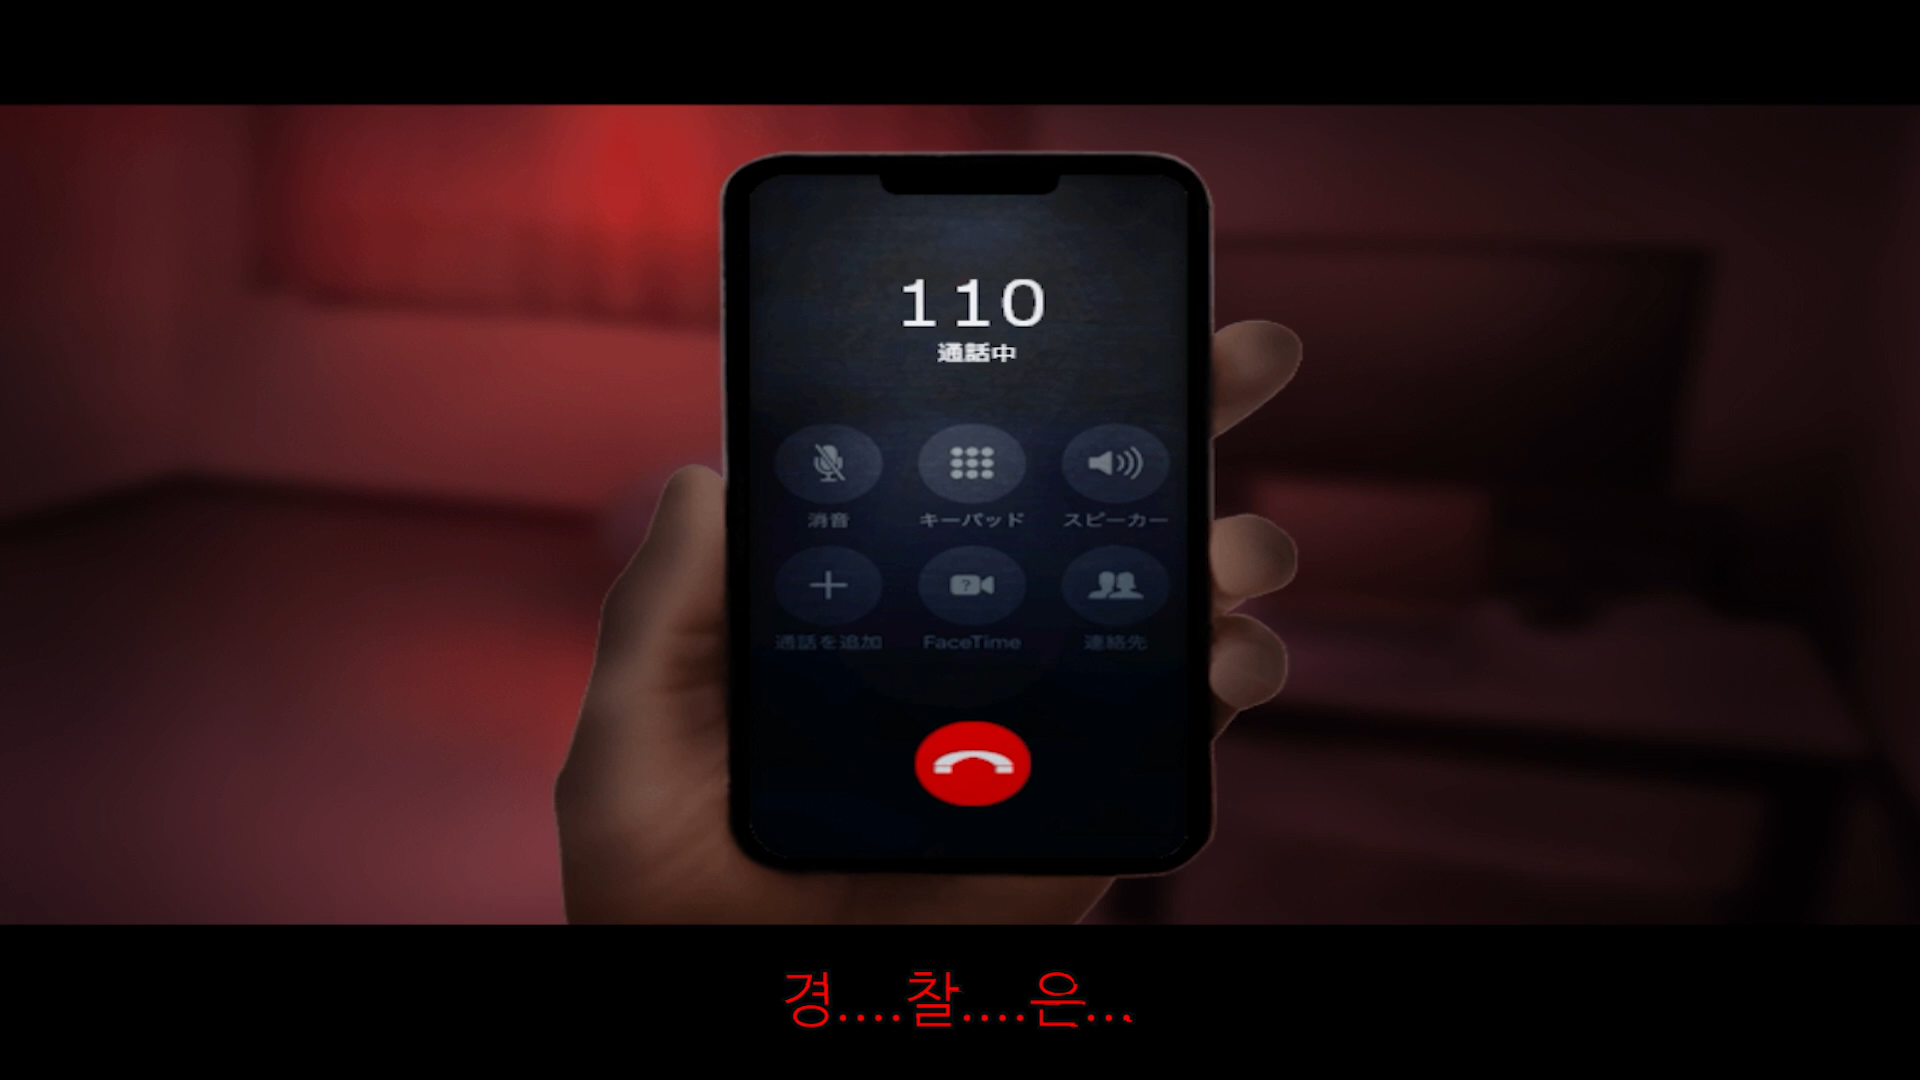 110
通話中
消音
キーパッド
スピーカー
通話を追加
FaceTime
連絡先
경....찰....은...